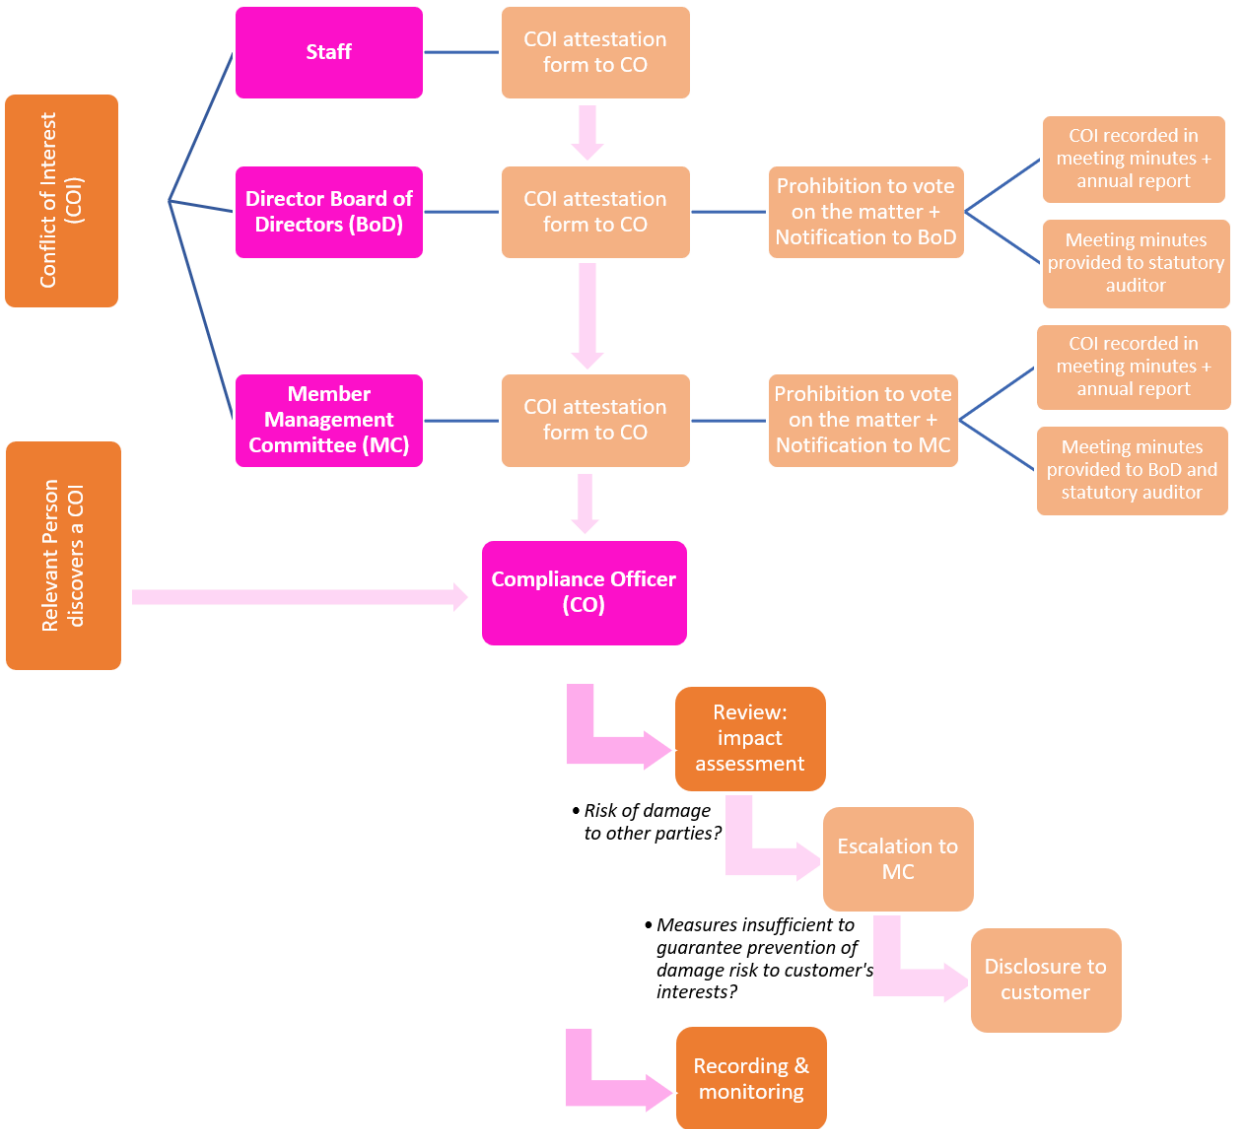 Conflict of Interest
(COI)
Staff
COI attestation
form to CO
Director Board of
Directors (BoD)
COI attestation
form to CO
Prohibition to vote
on the matter +
Notification to BoD
COI recorded in
meeting minutes +
annual report
Meeting minutes
provided to statutory
auditor
Member
Management
Committee (MC)
COI attestation
form to CO
Prohibition to vote
on the matter +
Notification to MC
COI recorded in
meeting minutes +
annual report
Meeting minutes
provided to BoD and
statutory auditor
Relevant Person
discovers a COI
Compliance Officer
(CO)
Review:
impact
assessment
• Risk of damage
to other parties?
Escalation to
MC
• Measures insufficient to
guarantee prevention of
damage risk to customer's
interests?
Disclosure to
customer
Recording &
monitoring